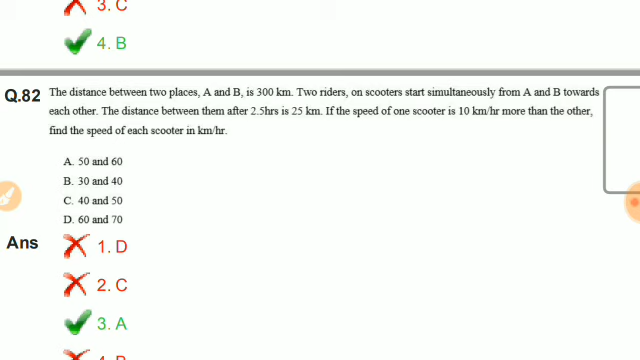 3. C
4. B
Q.82 The distance between two places, A and B, is 300 km. Two riders, on scooters start simultaneously from A and B towards
each other. The distance between them after 2.5hrs is 25 km. If the speed of one scooter is 10 km/hr more than the other,
find the speed of each scooter in km/hr.
A. 50 and 60
B. 30 and 40
C. 40 and 50
D. 60 and 70
Ans 1. D
2. C
3. A
4. B